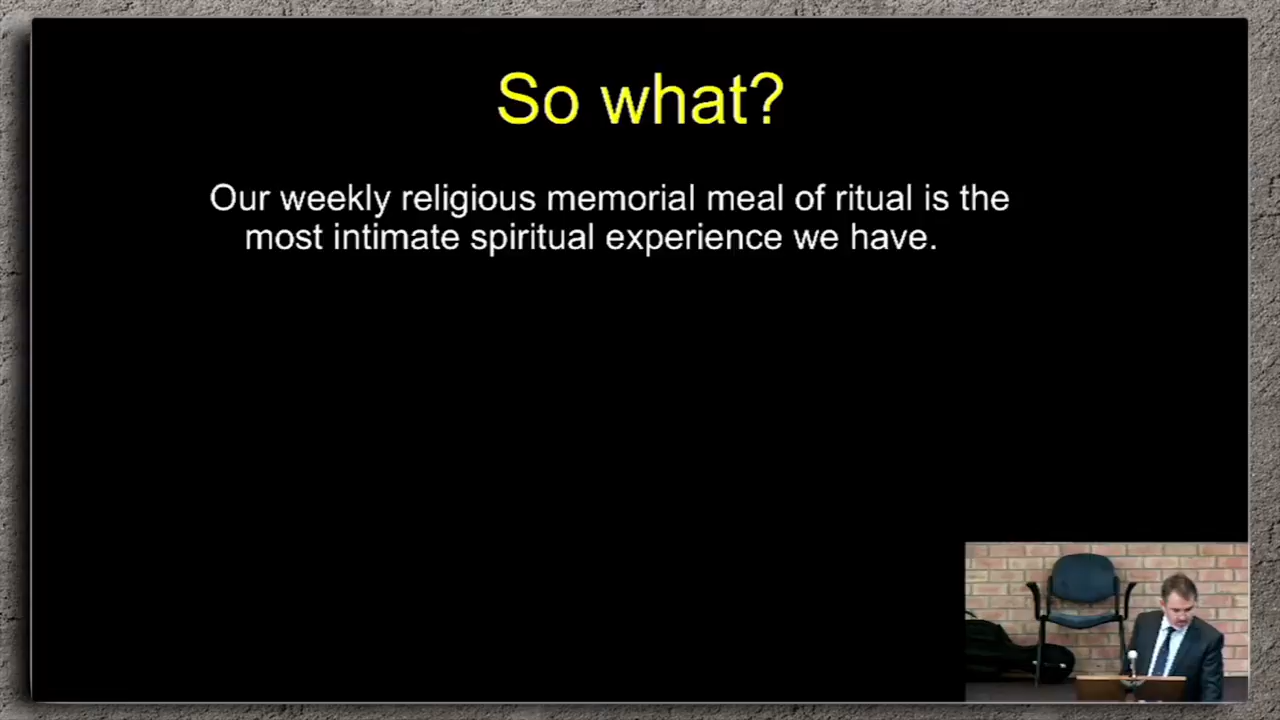 So what?
Our weekly religious memorial meal of ritual is the
most intimate spiritual experience we have.